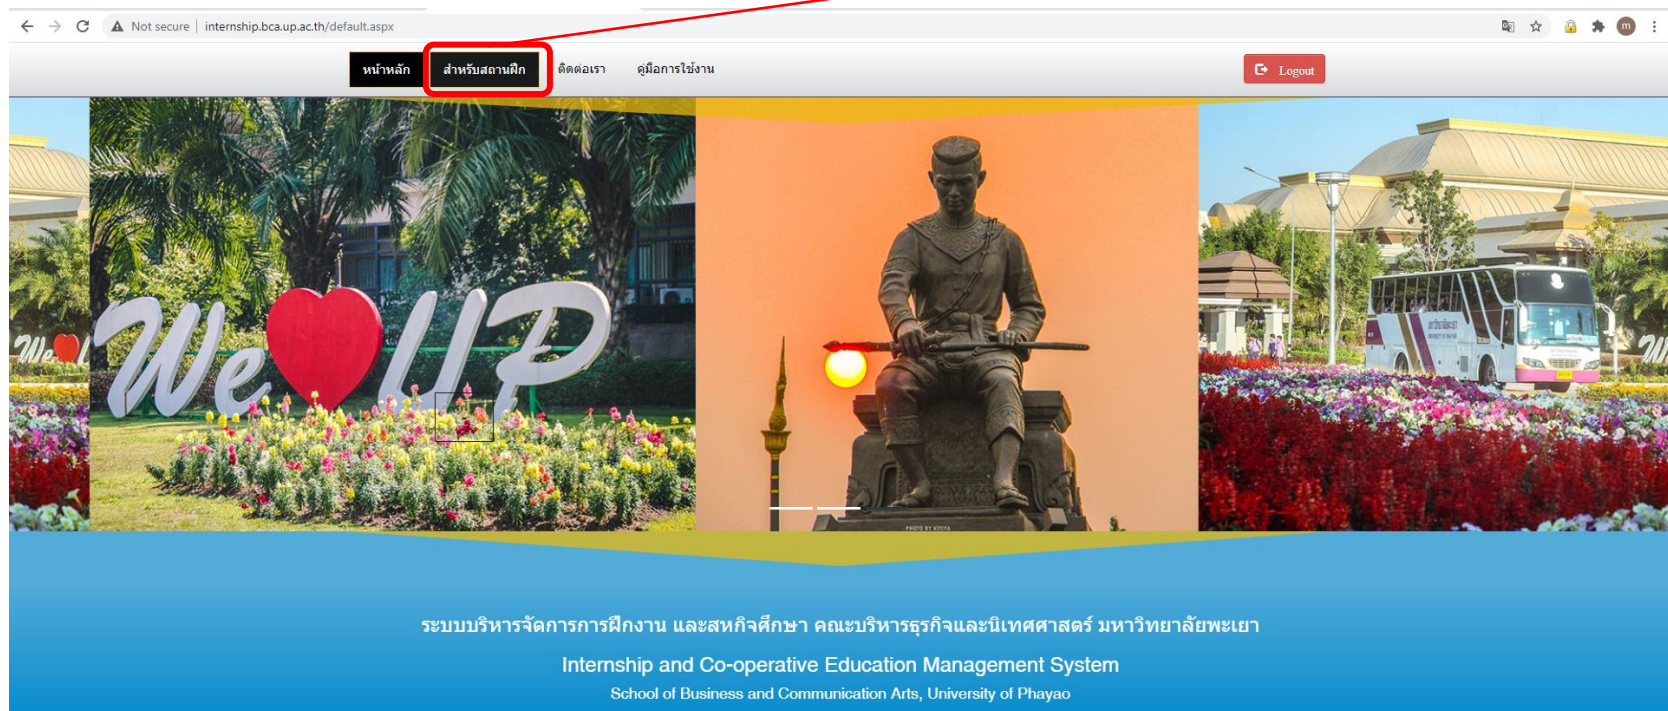 Not secure | internship.bca.up.ac.th/default.aspx
m
หน้าหลัก สำหรับสถานฝึก ติดต่อเรา คู่มือการใช้งาน Logout
We UP
PHOTO BY KITIYA
ระบบบริหารจัดการการฝึกงาน และสหกิจศึกษา คณะบริหารธุรกิจและนิเทศศาสตร์ มหาวิทยาลัยพะเยา
Internship and Co-operative Education Management System
School of Business and Communication Arts, University of Phayao